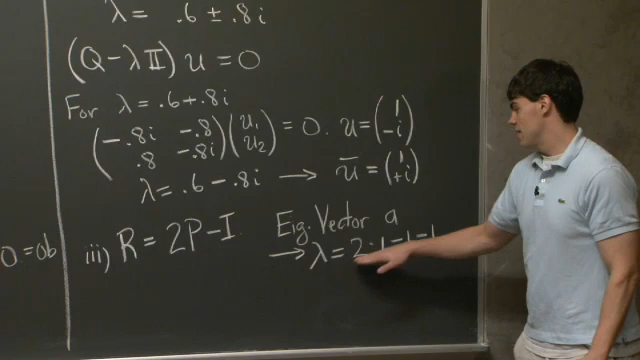 λ = .6 ± .8i
(Q − λ𝕀) u = 0
For λ = .6 + .8i
(−.8i −.8
.8 −.8i) (u₁
u₂) = 0. u = (1
−i)
λ = .6 − .8i → ū = (1
+i)
0 = 0b
iii) R = 2P − I
Eig. Vector a
→ λ = 2·1 − 1 = 1